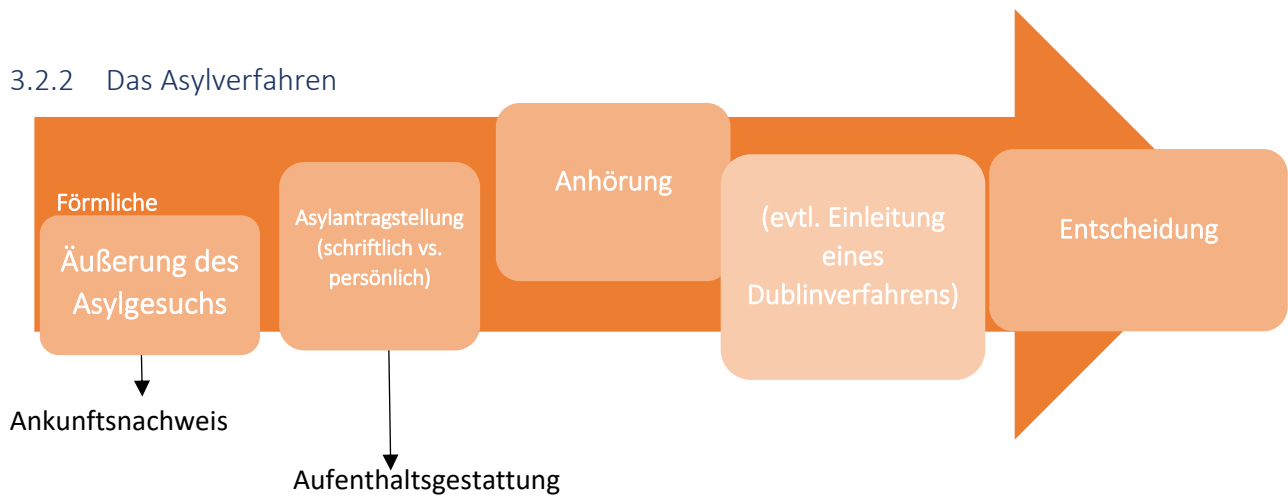 3.2.2 Das Asylverfahren
Förmliche
Äußerung des
Asylgesuchs
Asylantragstellung
(schriftlich vs.
persönlich)
Anhörung
(evtl. Einleitung
eines
Dublinverfahrens)
Entscheidung
Ankunftsnachweis
Aufenthaltsgestattung